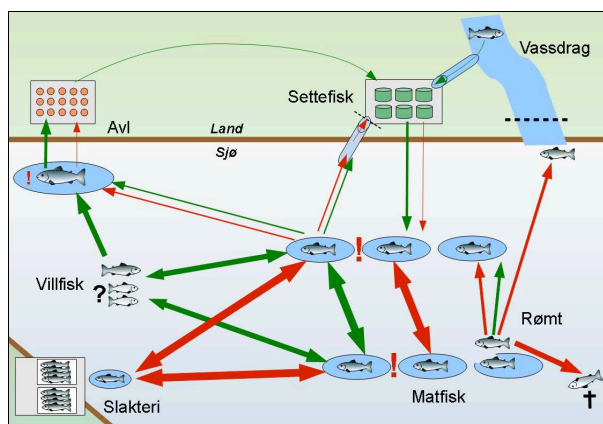 Vassdrag
Settefisk
Avl
Land
Sjø
!
!
Villfisk
?
Rømt
!
Slakteri
Matfisk